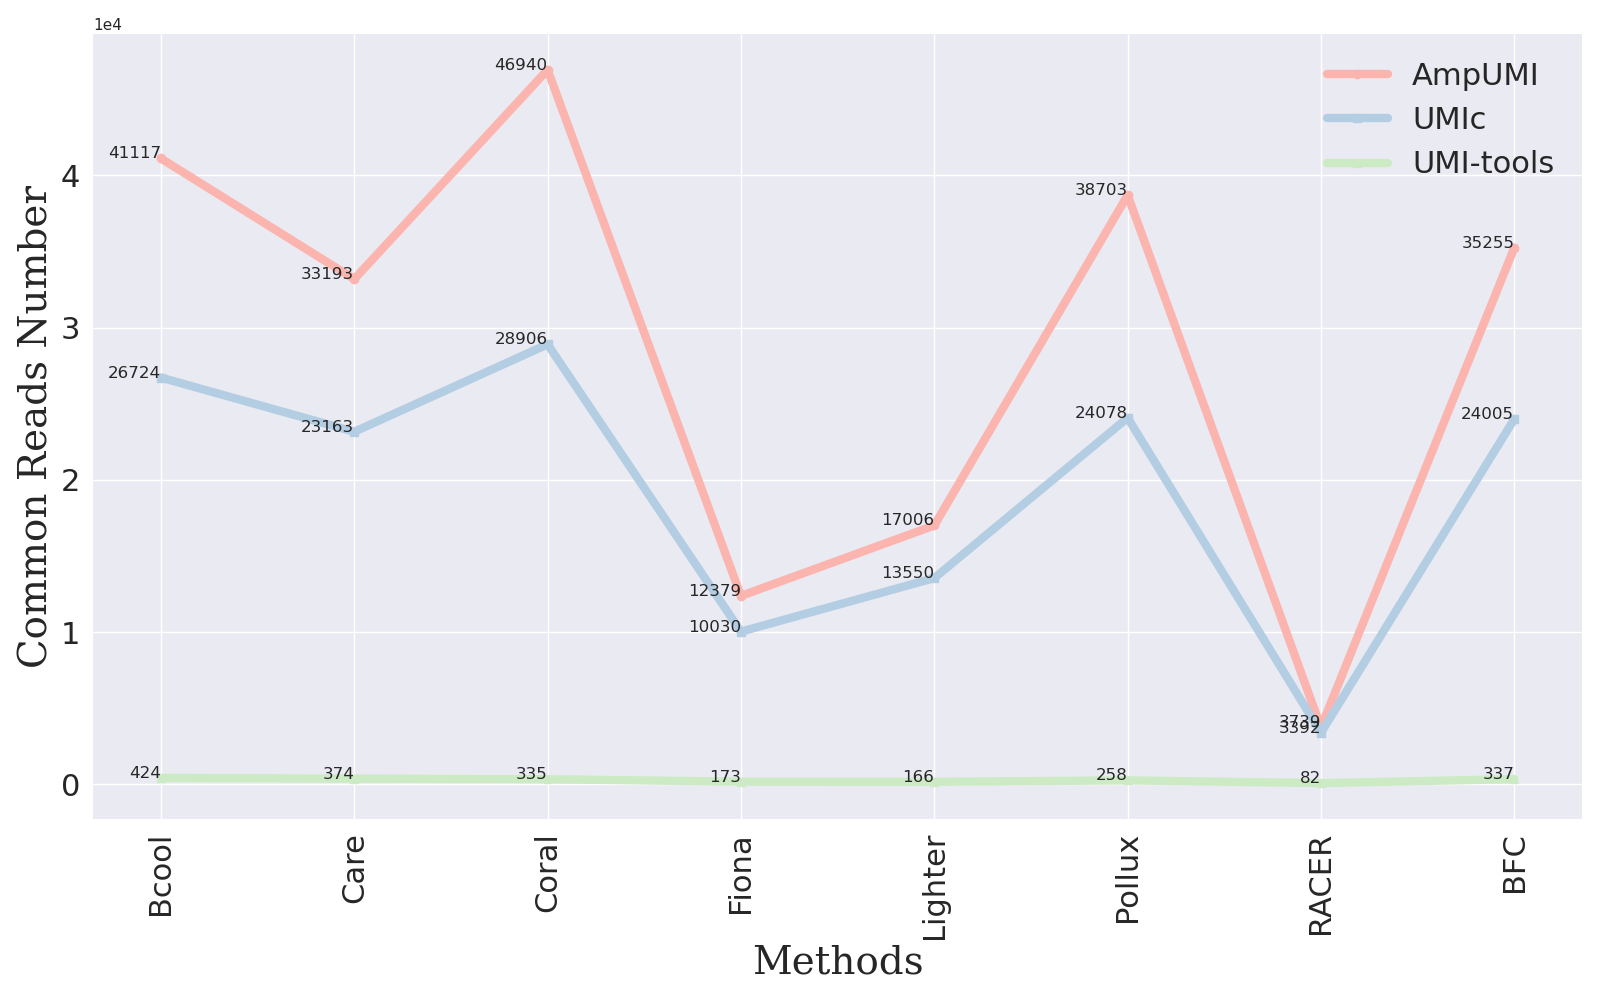 1e4
46940
AmpUMI
UMIc
41117
UMI-tools
4
38703
35255
33193
3
28906
26724
23163
24078
24005
2
17006
13550
12379
10030
1
3739
3392
424
374
335
173
166
258
82
337
0
Common Reads Number
Bcool
Care
Coral
Fiona
Lighter
Pollux
RACER
BFC
Methods